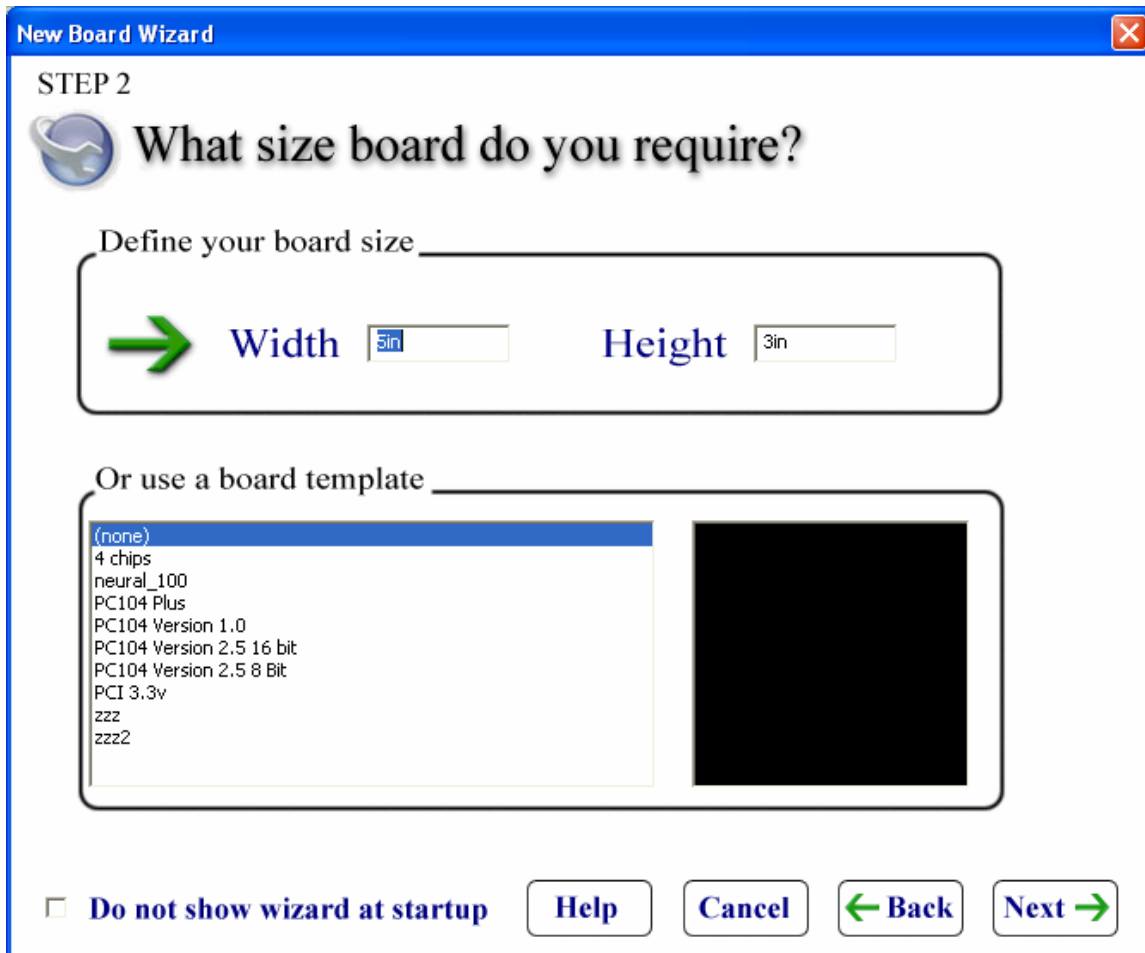 New Board Wizard
STEP 2
What size board do you require?
Define your board size
Width 5in Height 3in
Or use a board template
(none)
4 chips
neural_100
PC104 Plus
PC104 Version 1.0
PC104 Version 2.5 16 bit
PC104 Version 2.5 8 Bit
PCI 3.3v
zzz
zzz2
Do not show wizard at startup Help Cancel Back Next